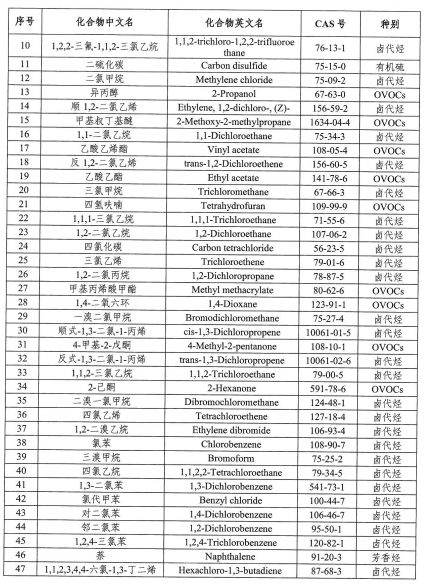 序号 化合物中文名 化合物英文名 CAS 号 种别
10 1,2,2-三氟-1,1,2-三氯乙烷 1,1,2-trichloro-1,2,2-trifluoroe
thane 76-13-1 卤代烃
11 二硫化碳 Carbon disulfide 75-15-0 有机硫
12 二氯甲烷 Methylene chloride 75-09-2 卤代烃
13 异丙醇 2-Propanol 67-63-0 OVOCs
14 顺 1,2-二氯乙烯 Ethylene, 1,2-dichloro-, (Z)- 156-59-2 卤代烃
15 甲基叔丁基醚 2-Methoxy-2-methylpropane 1634-04-4 OVOCs
16 1,1-二氯乙烷 1,1-Dichloroethane 75-34-3 卤代烃
17 乙酸乙烯酯 Vinyl acetate 108-05-4 OVOCs
18 反 1,2-二氯乙烯 trans-1,2-Dichloroethene 156-60-5 卤代烃
19 乙酸乙酯 Ethyl acetate 141-78-6 OVOCs
20 三氯甲烷 Trichloromethane 67-66-3 卤代烃
21 四氢呋喃 Tetrahydrofuran 109-99-9 OVOCs
22 1,1,1-三氯乙烷 1,1,1-Trichloroethane 71-55-6 卤代烃
23 1,2-二氯乙烷 1,2-Dichloroethane 107-06-2 卤代烃
24 四氯化碳 Carbon tetrachloride 56-23-5 卤代烃
25 三氯乙烯 Trichloroethene 79-01-6 卤代烃
26 1,2-二氯丙烷 1,2-Dichloropropane 78-87-5 卤代烃
27 甲基丙烯酸甲酯 Methyl methacrylate 80-62-6 OVOCs
28 1,4-二氧六环 1,4-Dioxane 123-91-1 OVOCs
29 一溴二氯甲烷 Bromodichloromethane 75-27-4 卤代烃
30 顺式-1,3-二氯-1-丙烯 cis-1,3-Dichloropropene 10061-01-5 卤代烃
31 4-甲基-2-戊酮 4-Methyl-2-pentanone 108-10-1 OVOCs
32 反式-1,3-二氯-1-丙烯 trans-1,3-Dichloropropene 10061-02-6 卤代烃
33 1,1,2-三氯乙烷 1,1,2-Trichloroethane 79-00-5 卤代烃
34 2-己酮 2-Hexanone 591-78-6 OVOCs
35 二溴一氯甲烷 Dibromochloromethane 124-48-1 卤代烃
36 四氯乙烯 Tetrachloroethene 127-18-4 卤代烃
37 1,2-二溴乙烷 Ethylene dibromide 106-93-4 卤代烃
38 氯苯 Chlorobenzene 108-90-7 卤代烃
39 三溴甲烷 Bromoform 75-25-2 卤代烃
40 四氯乙烷 1,1,2,2-Tetrachloroethane 79-34-5 卤代烃
41 1,3-二氯苯 1,3-Dichlorobenzene 541-73-1 卤代烃
42 氯代甲苯 Benzyl chloride 100-44-7 卤代烃
43 对二氯苯 1,4-Dichlorobenzene 106-46-7 卤代烃
44 邻二氯苯 1,2-Dichlorobenzene 95-50-1 卤代烃
45 1,2,4-三氯苯 1,2,4-Trichlorobenzene 120-82-1 卤代烃
46 萘 Naphthalene 91-20-3 芳香烃
47 1,1,2,3,4,4-六氯-1,3-丁二烯 Hexachloro-1,3-butadiene 87-68-3 卤代烃